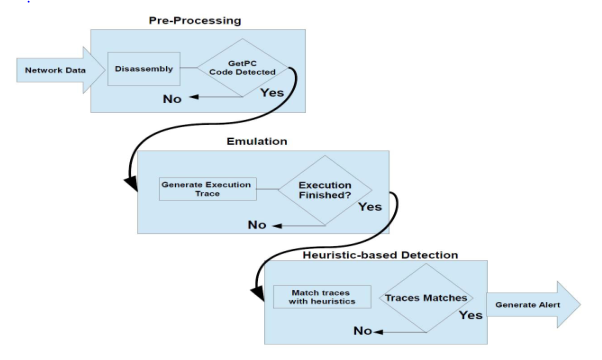 Pre-Processing
Network Data
Disassembly
GetPC
Code Detected
No
Yes
Emulation
Generate Execution
Trace
Execution
Finished?
Yes
No
Heuristic-based Detection
Match traces
with heuristics
Traces Matches
Generate Alert
Yes
No